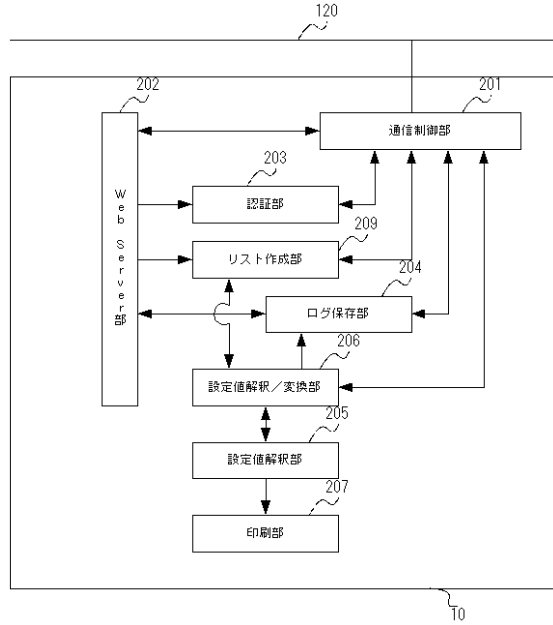 120
202
201
通信制御部
203
認証部
209
リスト作成部
204
ログ保存部
206
設定値解釈／変換部
205
設定値解釈部
207
印刷部
Web Server部
10